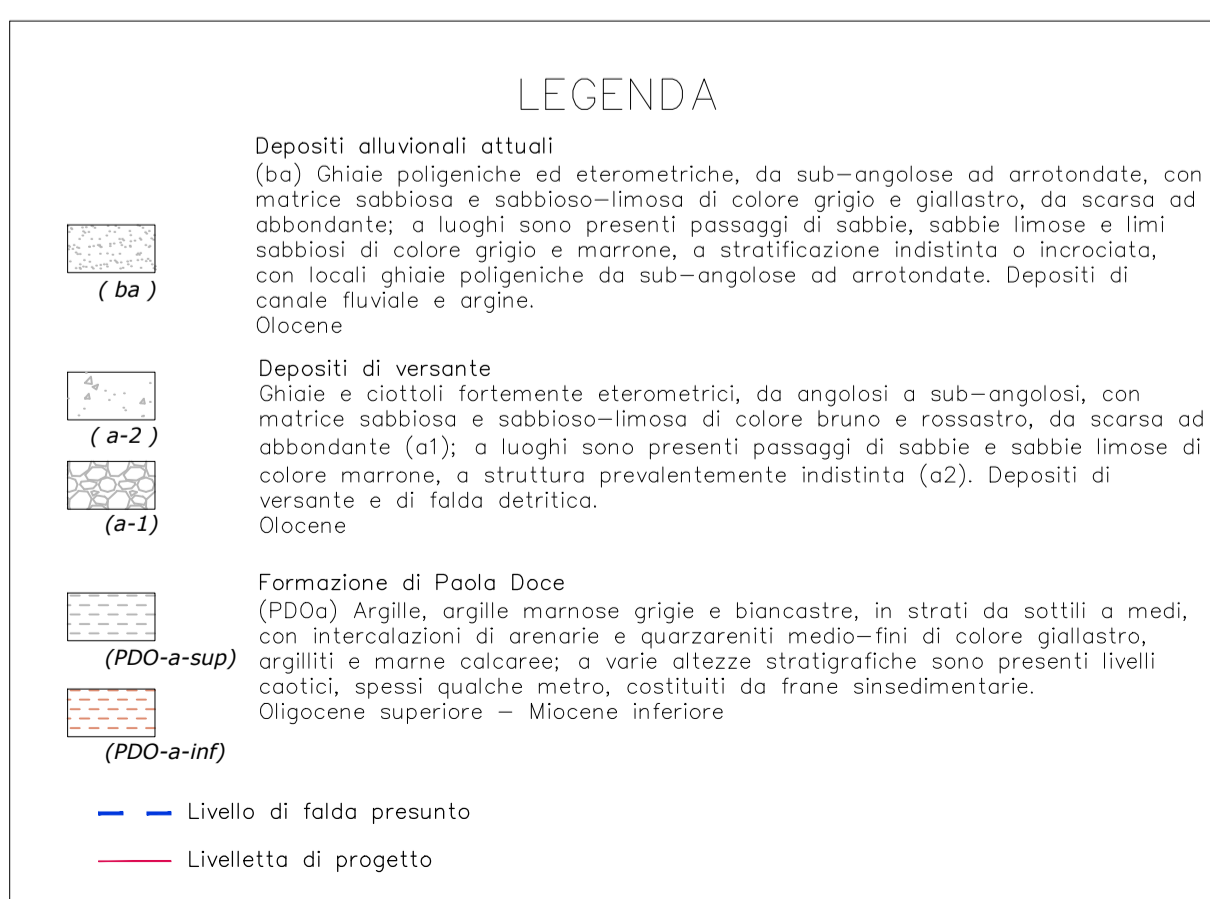 LEGENDA
Depositi alluvionali attuali
(ba) Ghiaie poligeniche ed eterometriche, da sub-angolose ad arrotondate, con
matrice sabbiosa e sabbioso-limosa di colore grigio e giallastro, da scarsa ad
abbondante; a luoghi sono presenti passaggi di sabbie, sabbie limose e limi
sabbiosi di colore grigio e marrone, a stratificazione indistinta o incrociata,
con locali ghiaie poligeniche da sub-angolose ad arrotondate. Depositi di
canale fluviale e argine.
Olocene
( ba )
Depositi di versante
Ghiaie e ciottoli fortemente eterometrici, da angolosi a sub-angolosi, con
matrice sabbiosa e sabbioso-limosa di colore bruno e rossastro, da scarsa ad
abbondante (a1); a luoghi sono presenti passaggi di sabbie e sabbie limose di
colore marrone, a struttura prevalentemente indistinta (a2). Depositi di
versante e di falda detritica.
Olocene
( a-2 )
(a-1)
Formazione di Paola Doce
(PDOa) Argille, argille marnose grigie e biancastre, in strati da sottili a medi,
con intercalazioni di arenarie e quarzareniti medio-fini di colore giallastro,
argilliti e marne calcaree; a varie altezze stratigrafiche sono presenti livelli
caotici, spessi qualche metro, costituiti da frane sinsedimentarie.
Oligocene superiore - Miocene inferiore
(PDO-a-sup)
(PDO-a-inf)
Livello di falda presunto
Livelletta di progetto